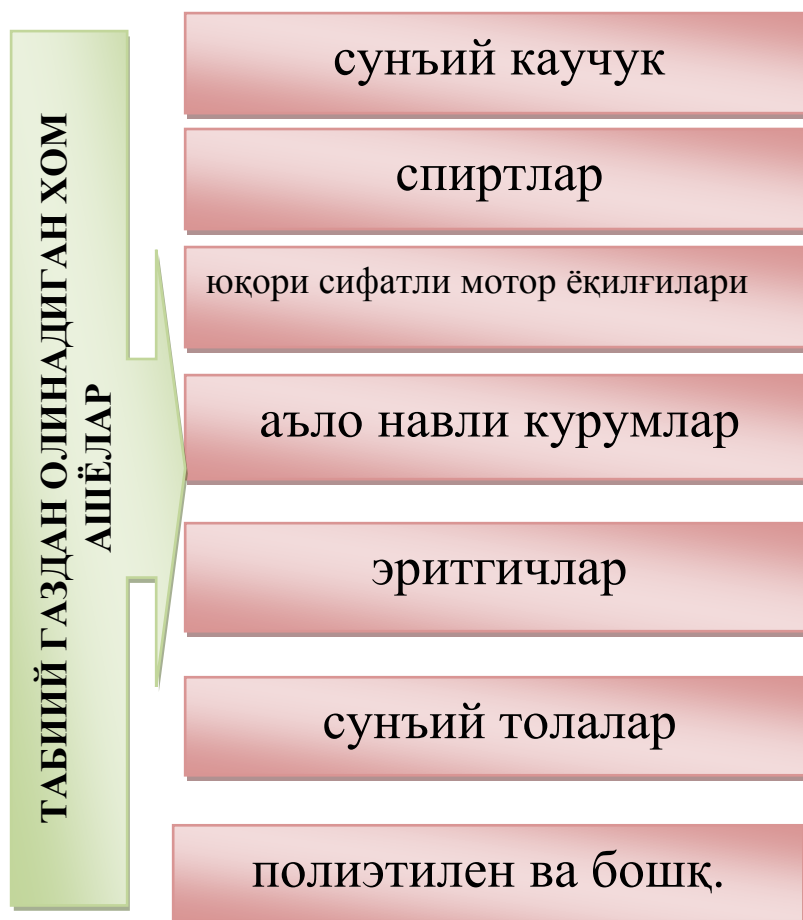 ТАБИИЙ ГАЗДАН ОЛИНАДИГАН ХОМ
АШЁЛАР
сунъий каучук
спиртлар
юқори сифатли мотор ёқилғилари
аъло навли курумлар
эритгичлар
сунъий толалар
полиэтилен ва бошқ.